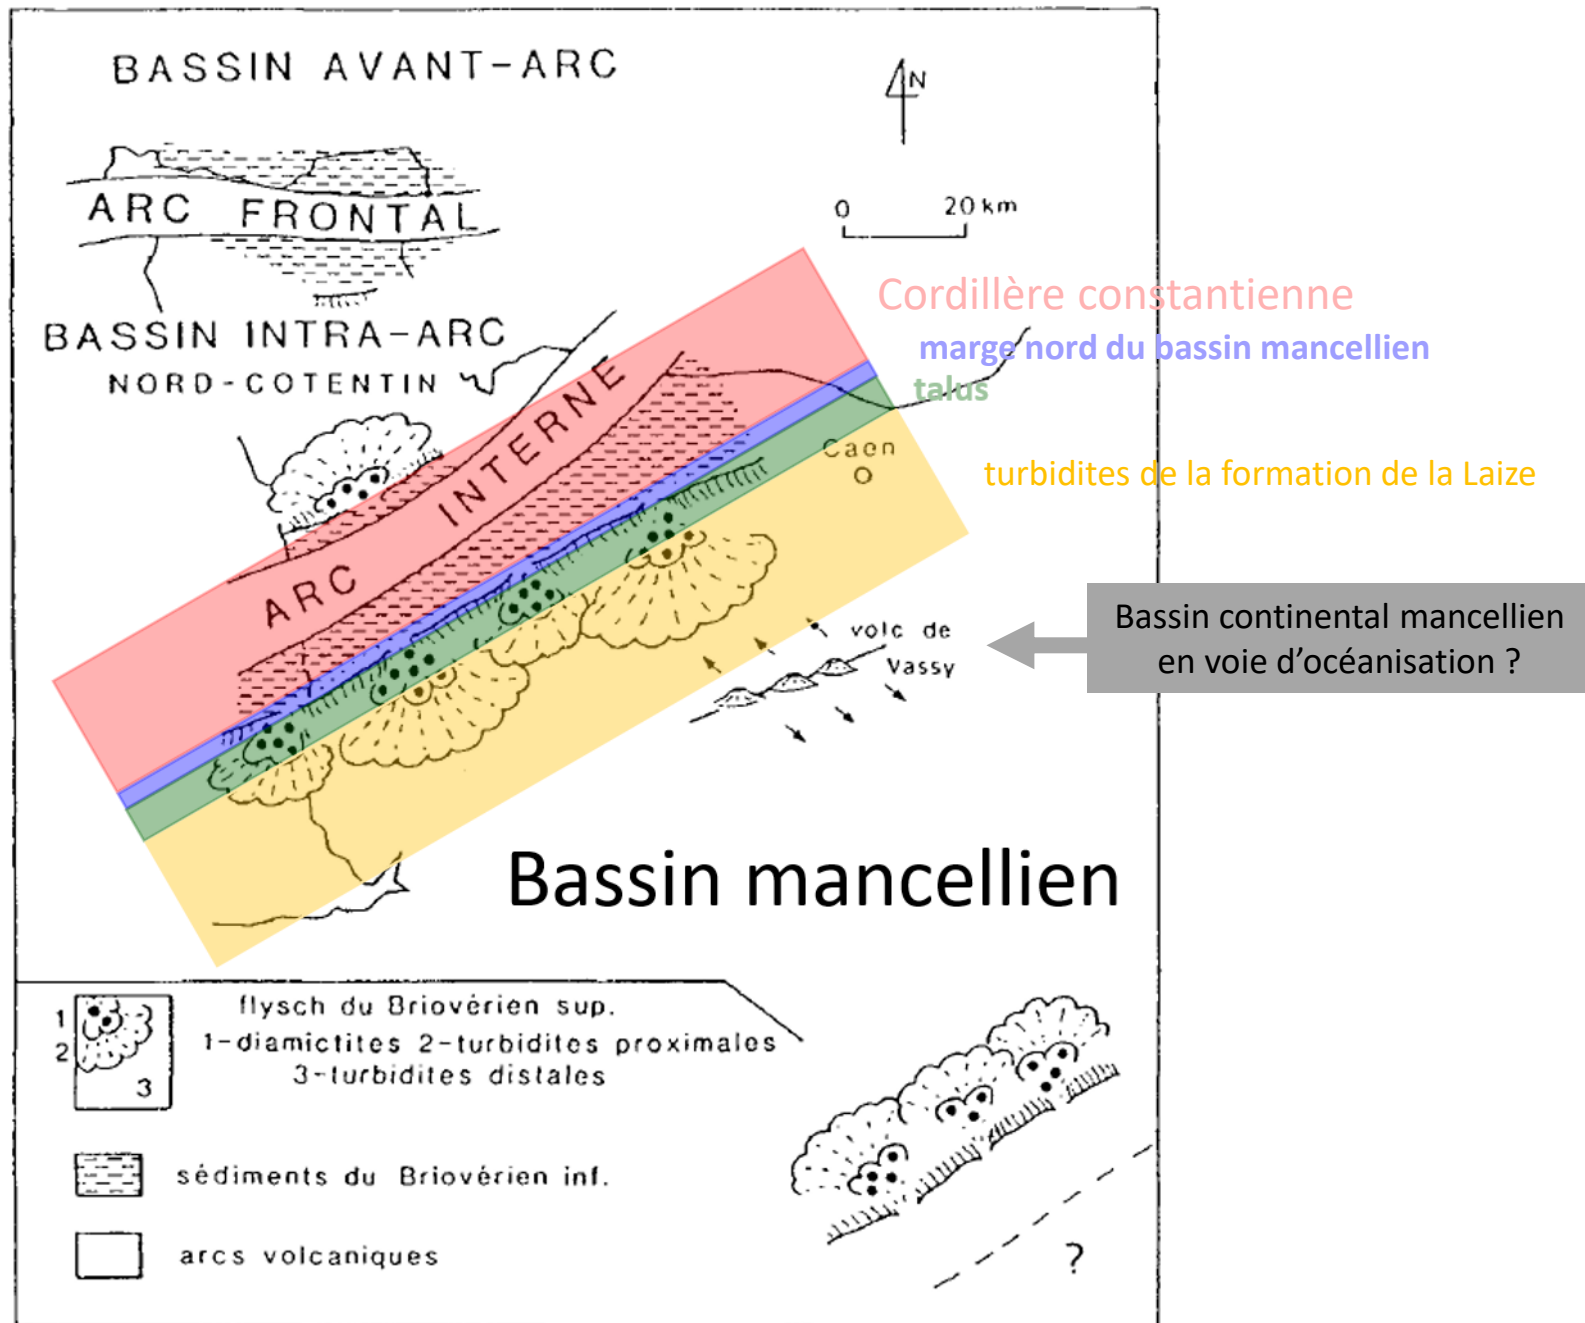 BASSIN AVANT-ARC
N
ARC FRONTAL
0 20 km
Cordillère constantienne
BASSIN INTRA-ARC
marge nord du bassin mancellien
NORD-COTENTIN
talus
ARC INTERNE
Caen
turbidites de la formation de la Laize
volc de
Vassy
Bassin continental mancellien
en voie d’océanisation ?
Bassin mancellien
1
2
3
flysch du Briovérien sup.
1-diamictites 2-turbidites proximales
3-turbidites distales
sédiments du Briovérien inf.
arcs volcaniques
?